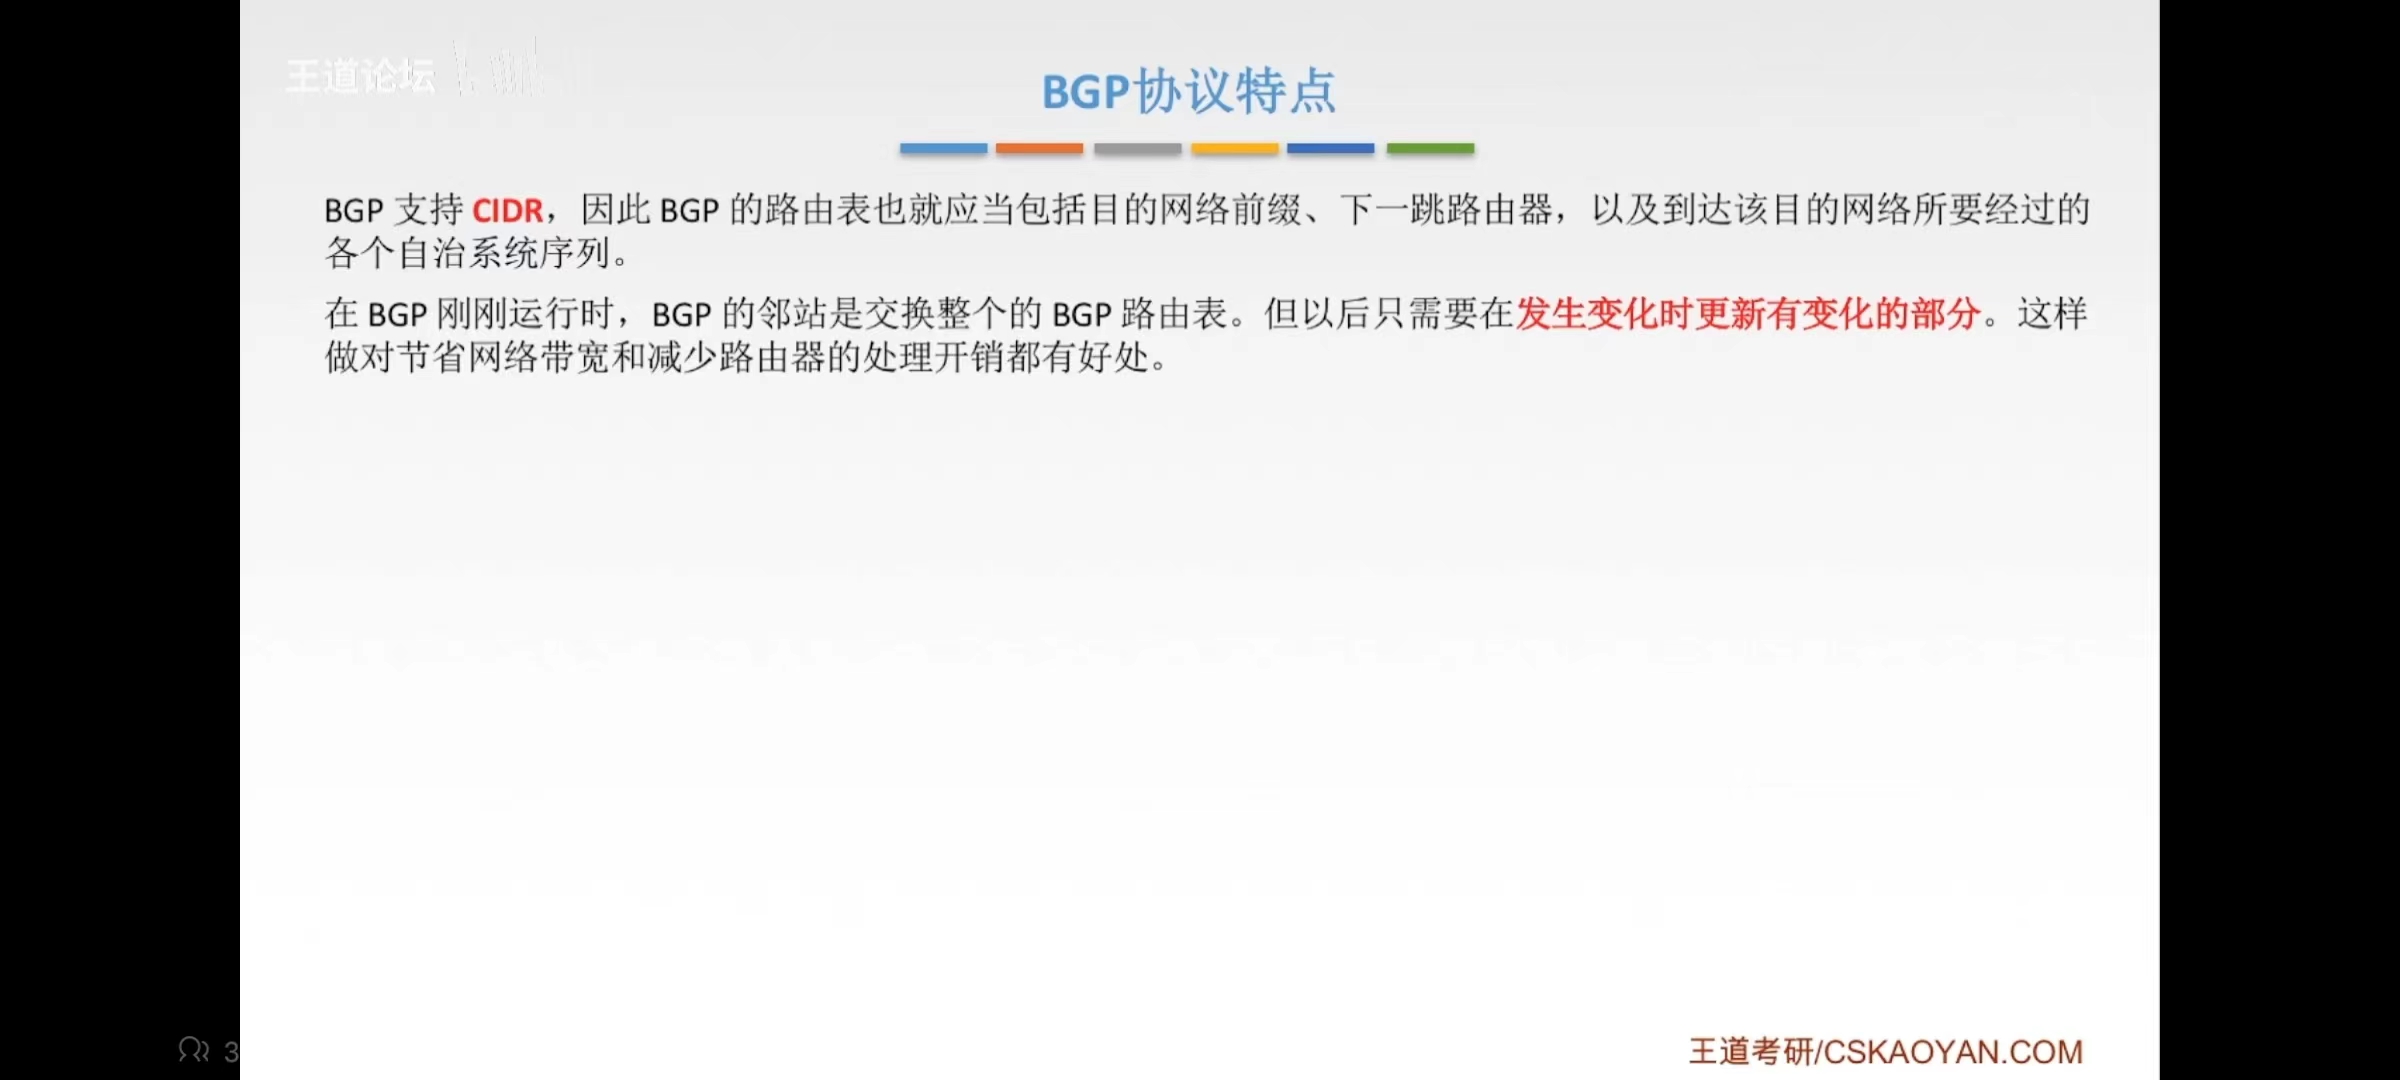 王道论坛
BGP协议特点
BGP 支持 CIDR，因此 BGP 的路由表也就应当包括目的网络前缀、下一跳路由器，以及到达该目的网络所要经过的
各个自治系统序列。
在 BGP 刚刚运行时，BGP 的邻站是交换整个的 BGP 路由表。但以后只需要在发生变化时更新有变化的部分。这样
做对节省网络带宽和减少路由器的处理开销都有好处。
3
王道考研/CSKAOYAN.COM